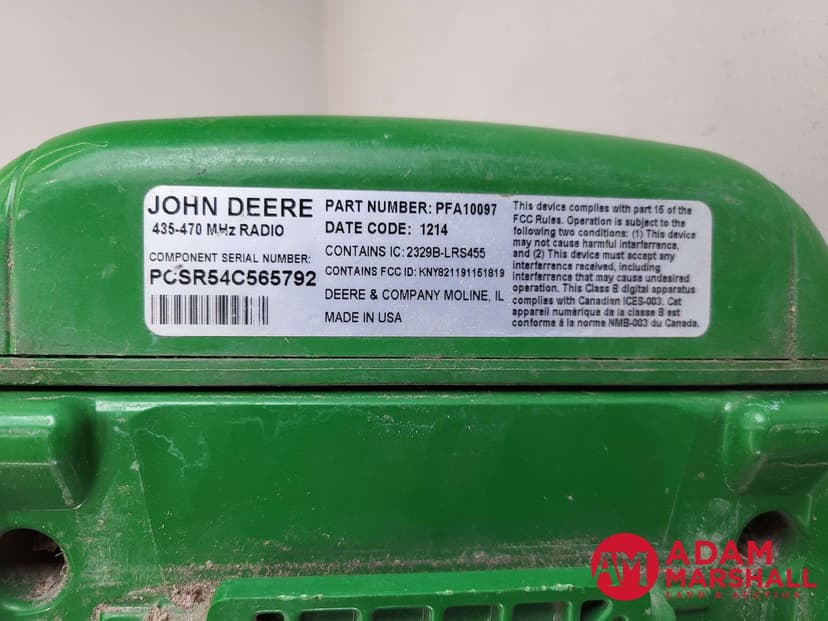 JOHN DEERE
435-470 MHz RADIO
COMPONENT SERIAL NUMBER:
PCSR54C565792
PART NUMBER: PFA10097
DATE CODE: 1214
CONTAINS IC: 2329B-LRS455
CONTAINS FCC ID: KNY821191151819
DEERE & COMPANY MOLINE, IL
MADE IN USA
This device complies with part 15 of the
FCC Rules. Operation is subject to the
following two conditions: (1) This device
may not cause harmful interference,
and (2) This device must accept any
interference received, including
interference that may cause undesired
operation. This Class B digital apparatus
complies with Canadian ICES-003. Cet
appareil numérique de la classe B est
conforme à la norme NMB-003 du Canada.
AM
ADAM
MARSHALL
LAND & DESIGN